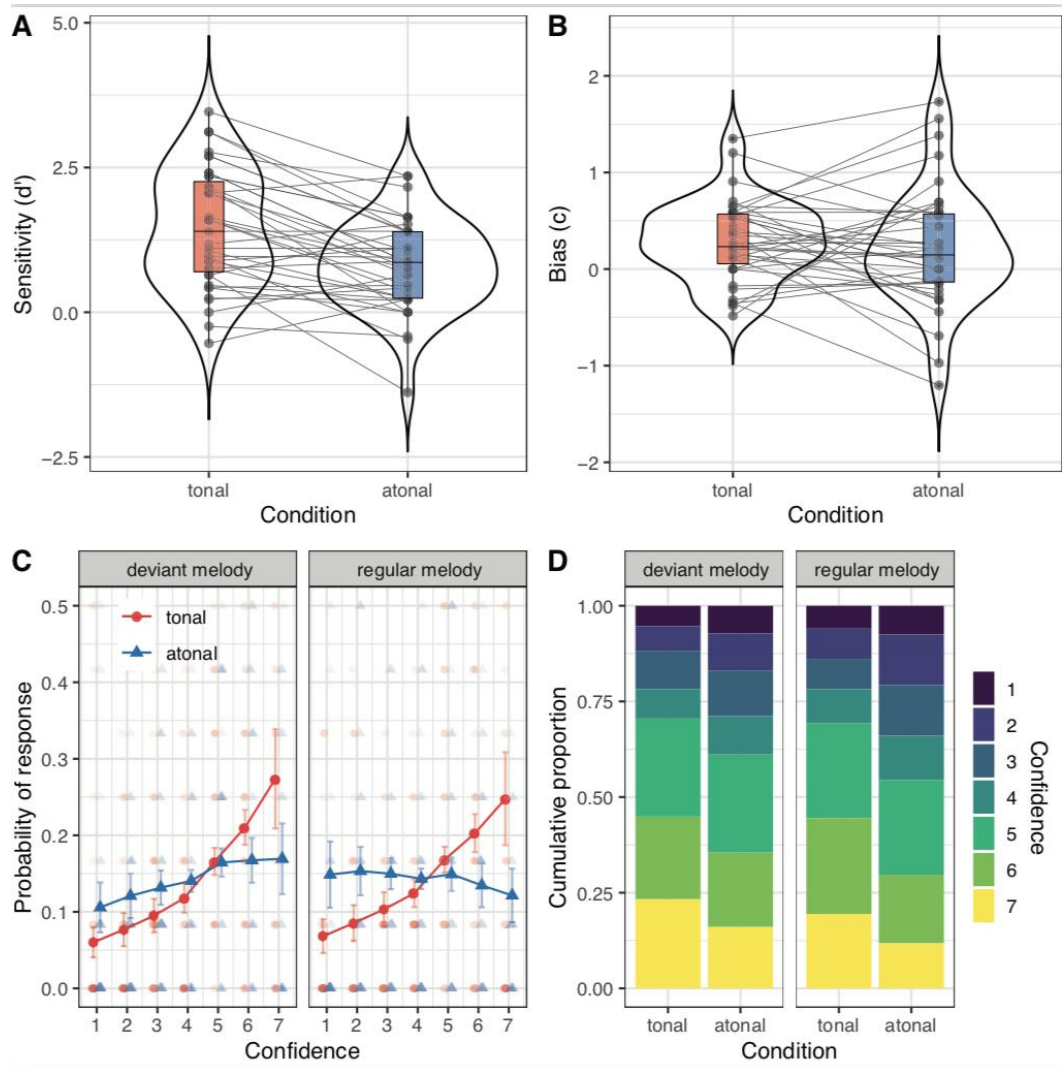 A
5.0
2.5
0.0
−2.5
Sensitivity (d')
tonal
atonal
Condition
B
2
1
0
−1
−2
Bias (c)
tonal
atonal
Condition
C
deviant melody
regular melody
tonal
atonal
0.5
0.4
0.3
0.2
0.1
0.0
Probability of response
1 2 3 4 5 6 7
1 2 3 4 5 6 7
Confidence
D
deviant melody
regular melody
1.00
0.75
0.50
0.25
0.00
Cumulative proportion
tonal atonal
tonal atonal
Condition
1
2
3
4
5
6
7
Confidence